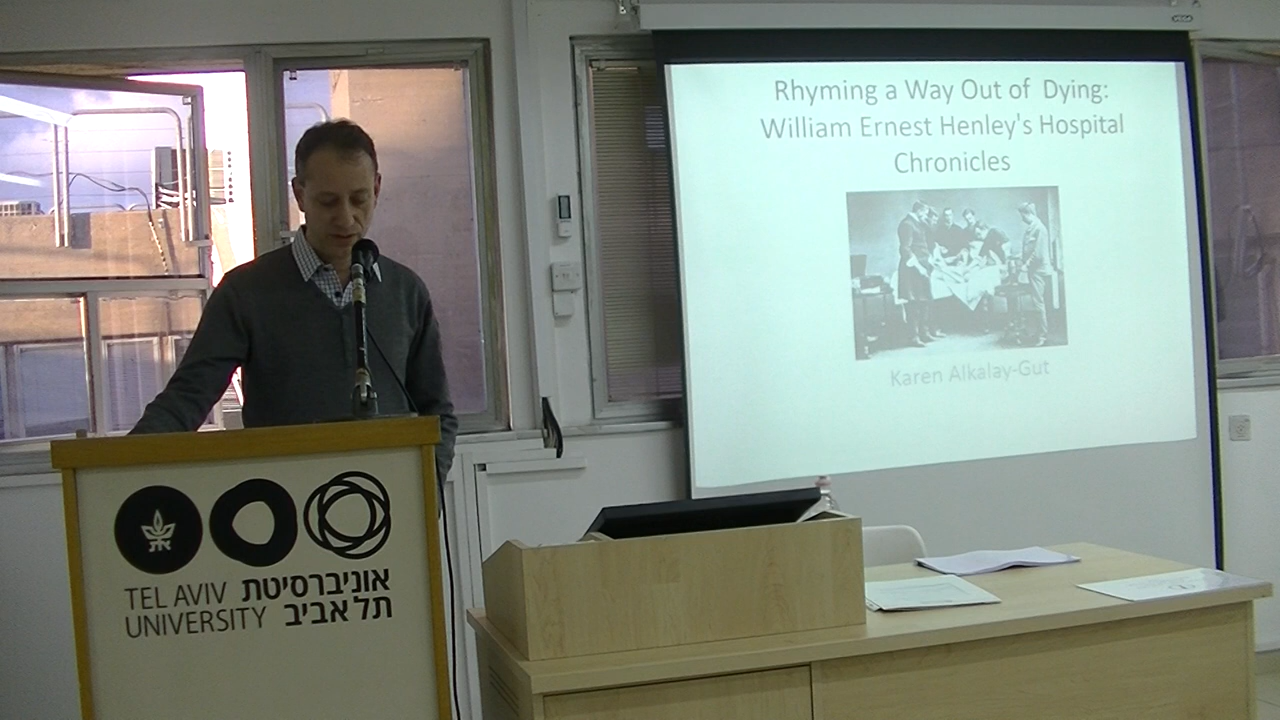 Rhyming a Way Out of Dying:
William Ernest Henley's Hospital
Chronicles
Karen Alkalay-Gut
TEL AVIV אוניברסיטת
UNIVERSITY תל אביב